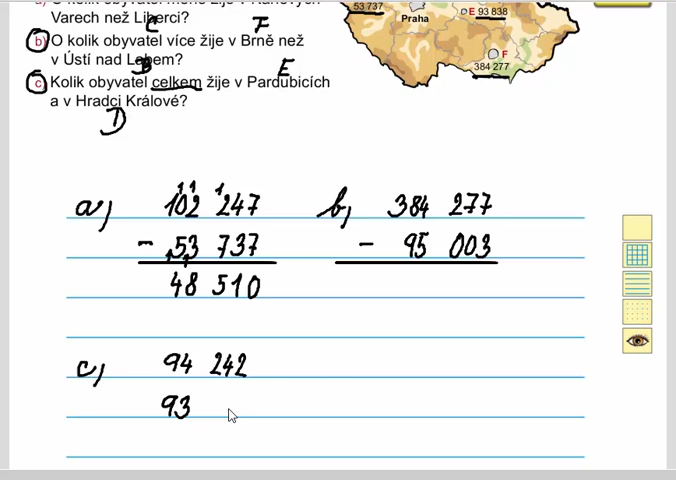 Varech než Liberci?
b) O kolik obyvatel více žije v Brně než
v Ústí nad Labem?
c) Kolik obyvatel celkem žije v Pardubicích
a v Hradci Králové?
C F
B E
D
53 737
Praha
E 93 838
F
384 277
a) 102 247
- 53 737
48 510
b) 384 277
- 95 003
c) 94 242
93